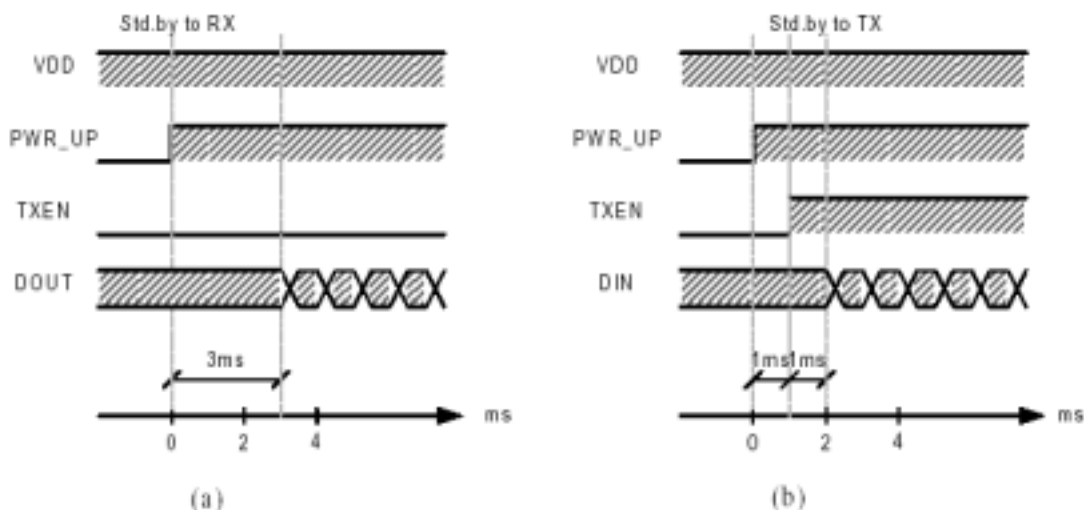 Std.by to RX
VDD
PWR_UP
TXEN
DOUT
3ms
ms
0 2 4
(a)
Std.by to TX
VDD
PWR_UP
TXEN
DIN
1ms 1ms
ms
0 2 4
(b)